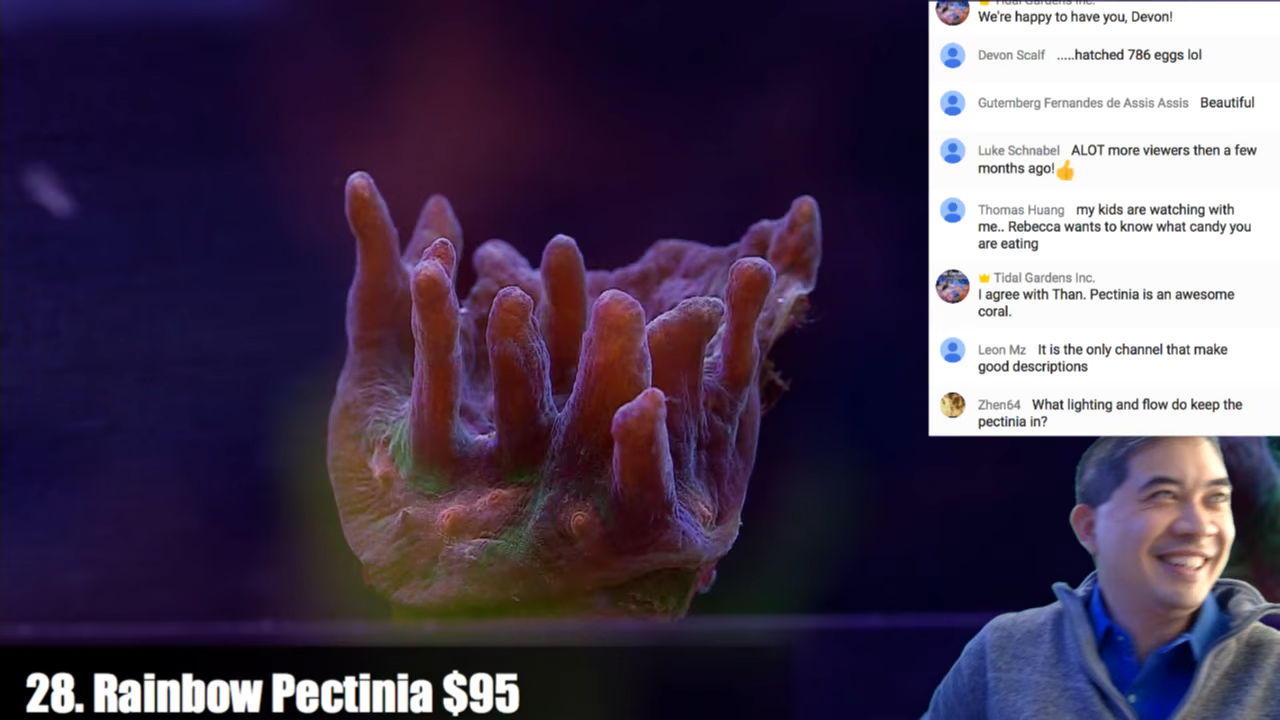 Tidal Gardens Inc.
We're happy to have you, Devon!
Devon Scalf .....hatched 786 eggs lol
Gutemberg Fernandes de Assis Assis Beautiful
Luke Schnabel ALOT more viewers then a few
months ago!👍
Thomas Huang my kids are watching with
me.. Rebecca wants to know what candy you
are eating
Tidal Gardens Inc.
I agree with Than. Pectinia is an awesome
coral.
Leon Mz It is the only channel that make
good descriptions
Zhen64 What lighting and flow do keep the
pectinia in?
28. Rainbow Pectinia $95